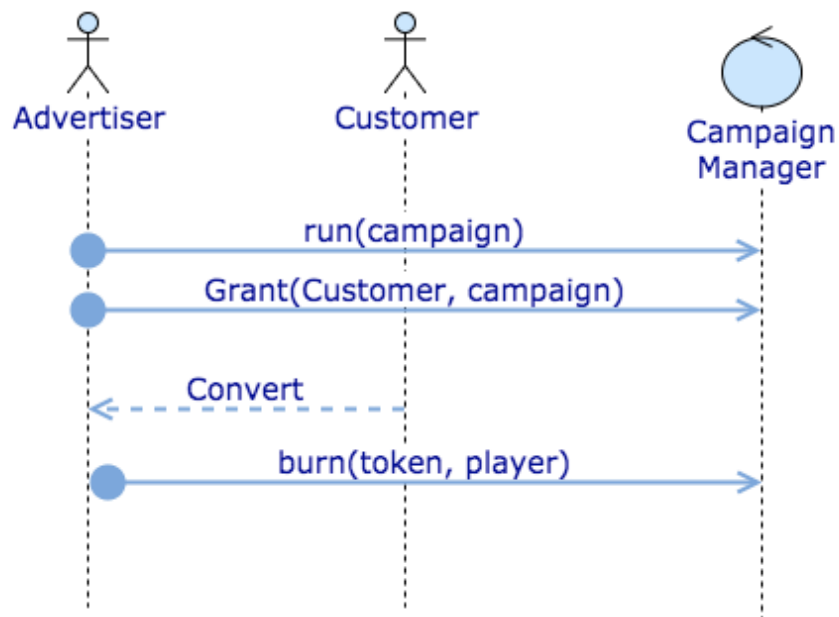 Advertiser
Customer
Campaign
Manager
run(campaign)
Grant(Customer, campaign)
Convert
burn(token, player)